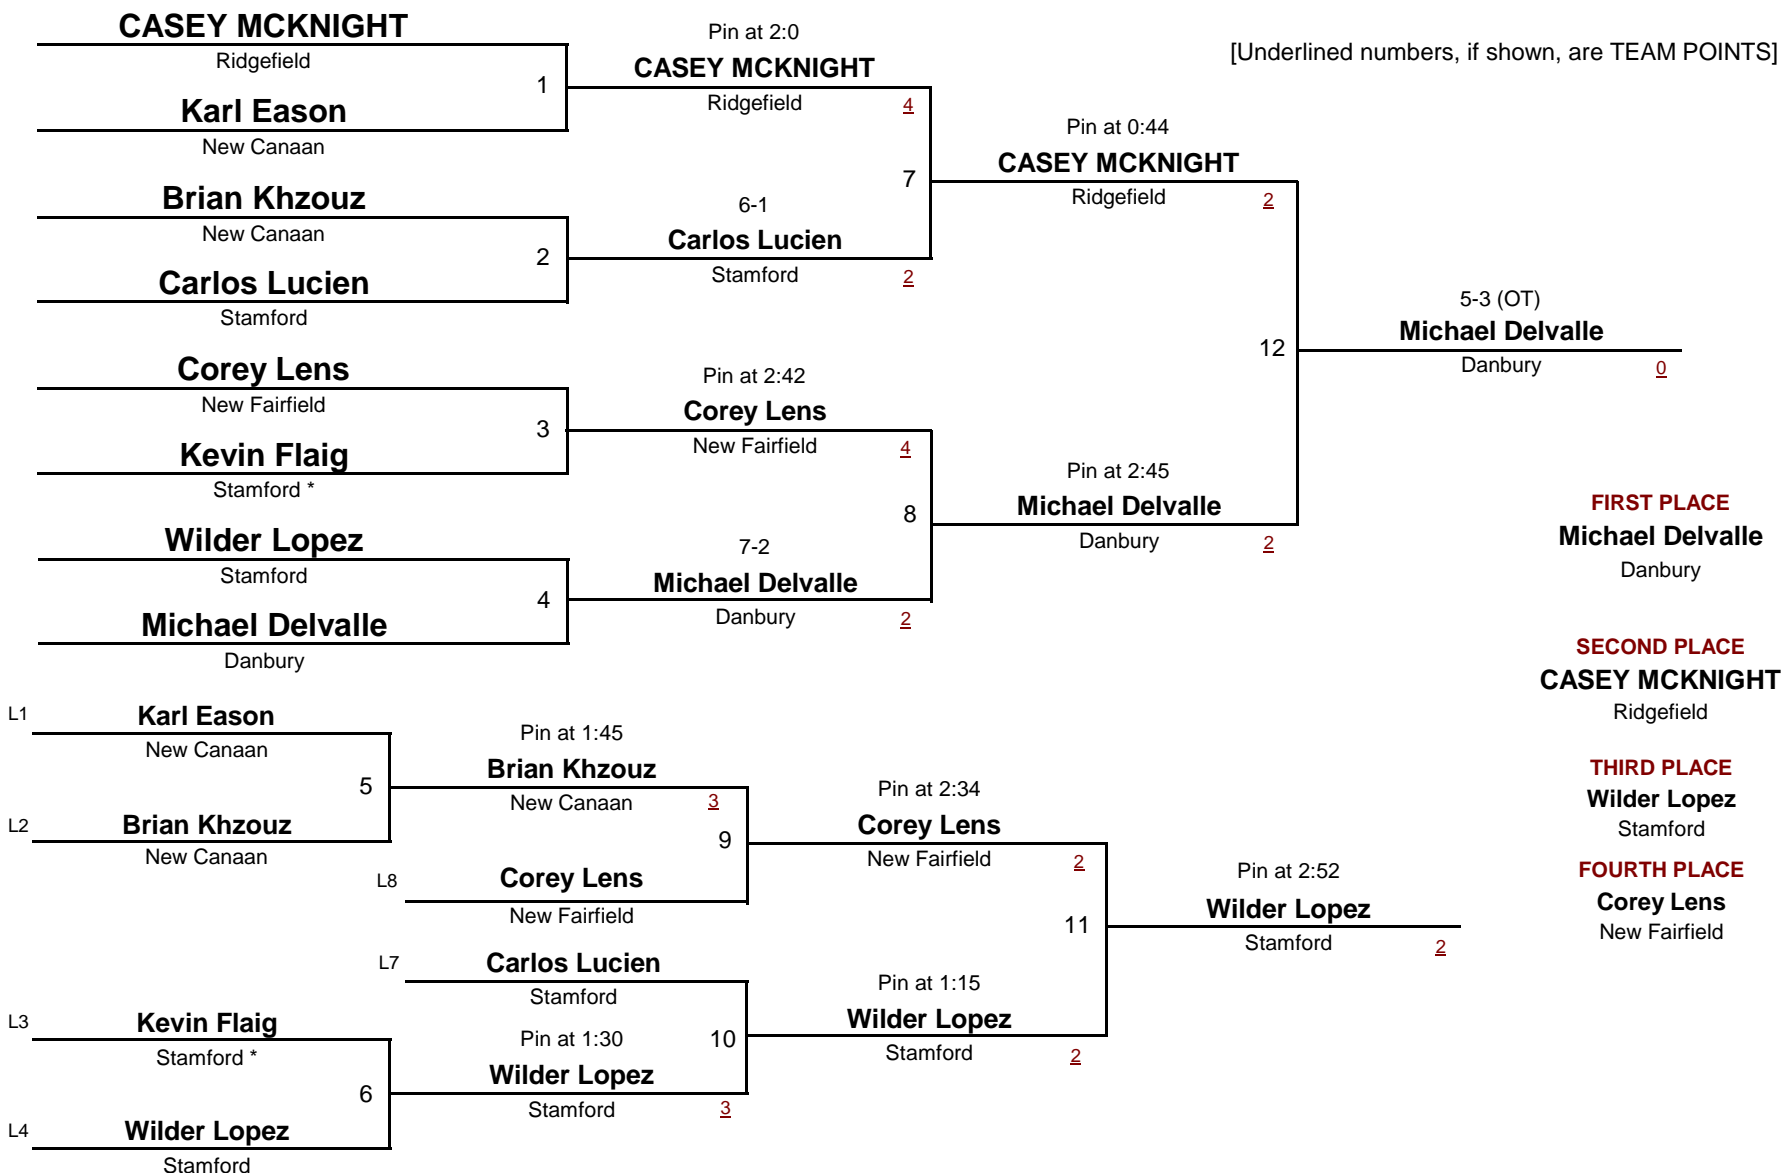 CASEY MCKNIGHT
Ridgefield
1
Karl Eason
New Canaan
Brian Khzouz
New Canaan
2
Carlos Lucien
Stamford
Corey Lens
New Fairfield
3
Kevin Flaig
Stamford *
Wilder Lopez
Stamford
4
Michael Delvalle
Danbury
Pin at 2:0
CASEY MCKNIGHT
Ridgefield
4
7
6-1
Carlos Lucien
Stamford
2
Pin at 2:42
Corey Lens
New Fairfield
4
8
7-2
Michael Delvalle
Danbury
2
Pin at 0:44
CASEY MCKNIGHT
Ridgefield
2
12
Pin at 2:45
Michael Delvalle
Danbury
2
[Underlined numbers, if shown, are TEAM POINTS]
5-3 (OT)
Michael Delvalle
Danbury
0
FIRST PLACE
Michael Delvalle
Danbury
SECOND PLACE
CASEY MCKNIGHT
Ridgefield
THIRD PLACE
Wilder Lopez
Stamford
FOURTH PLACE
Corey Lens
New Fairfield
L1
Karl Eason
New Canaan
5
L2
Brian Khzouz
New Canaan
Pin at 1:45
Brian Khzouz
New Canaan
3
9
L8
Corey Lens
New Fairfield
L7
Carlos Lucien
Stamford
10
L3
Kevin Flaig
Stamford *
6
L4
Wilder Lopez
Stamford
Pin at 1:30
Wilder Lopez
Stamford
3
Pin at 2:34
Corey Lens
New Fairfield
2
11
Pin at 1:15
Wilder Lopez
Stamford
2
Pin at 2:52
Wilder Lopez
Stamford
2